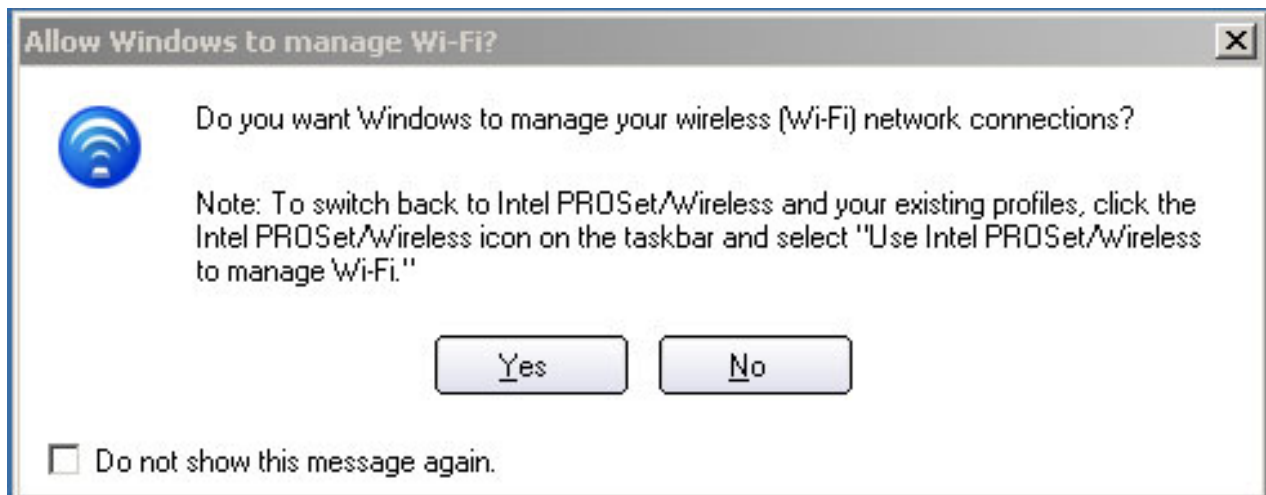 Allow Windows to manage Wi-Fi?
Do you want Windows to manage your wireless (Wi-Fi) network connections?
Note: To switch back to Intel PROSet/Wireless and your existing profiles, click the
Intel PROSet/Wireless icon on the taskbar and select "Use Intel PROSet/Wireless
to manage Wi-Fi."
Yes
No
Do not show this message again.